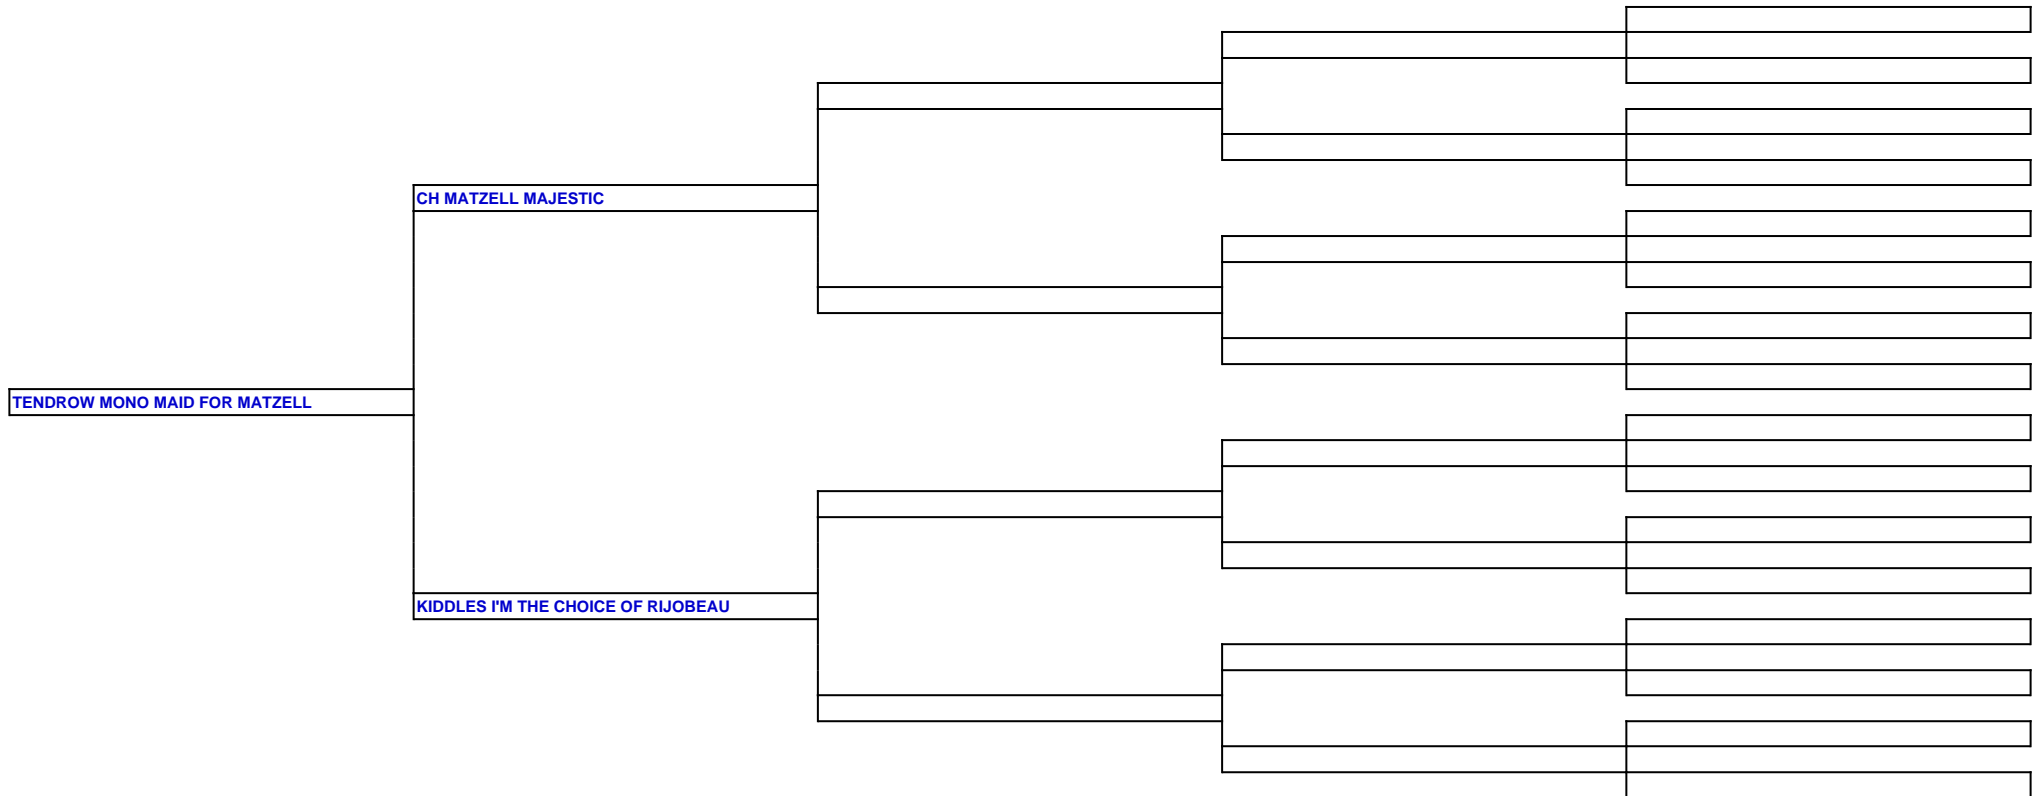 CH MATZELL MAJESTIC
TENDROW MONO MAID FOR MATZELL
KIDDLES I'M THE CHOICE OF RIJOBEAU